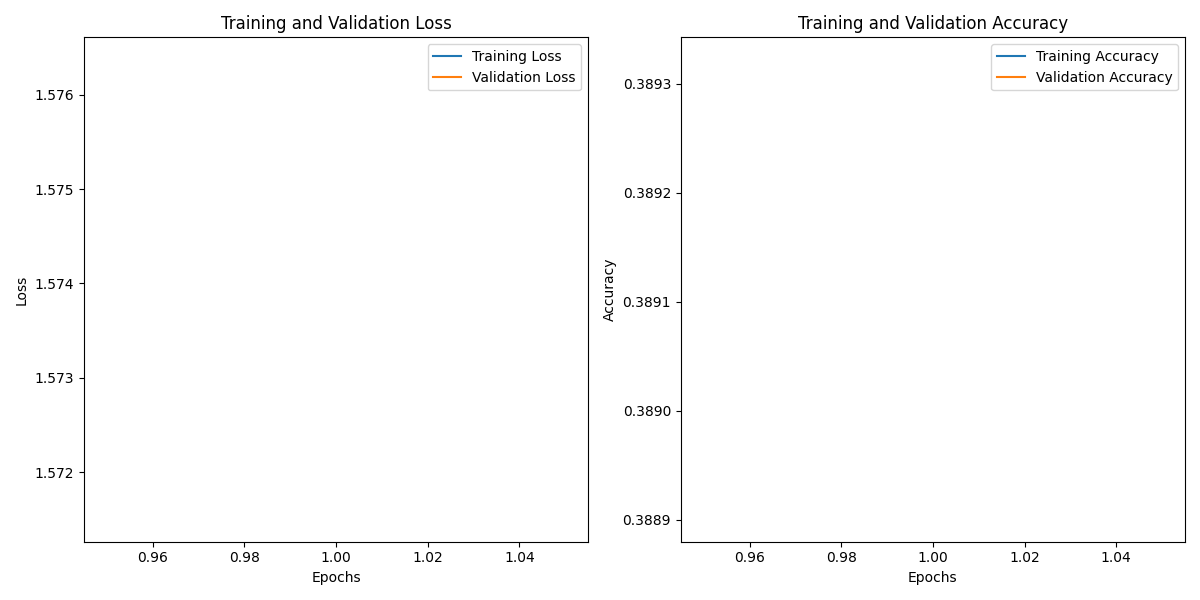 Training and Validation Loss
Training Loss
Validation Loss
1.576
1.575
1.574
1.573
1.572
Loss
0.96
0.98
1.00
1.02
1.04
Epochs
Training and Validation Accuracy
Training Accuracy
Validation Accuracy
0.3893
0.3892
0.3891
0.3890
0.3889
Accuracy
0.96
0.98
1.00
1.02
1.04
Epochs